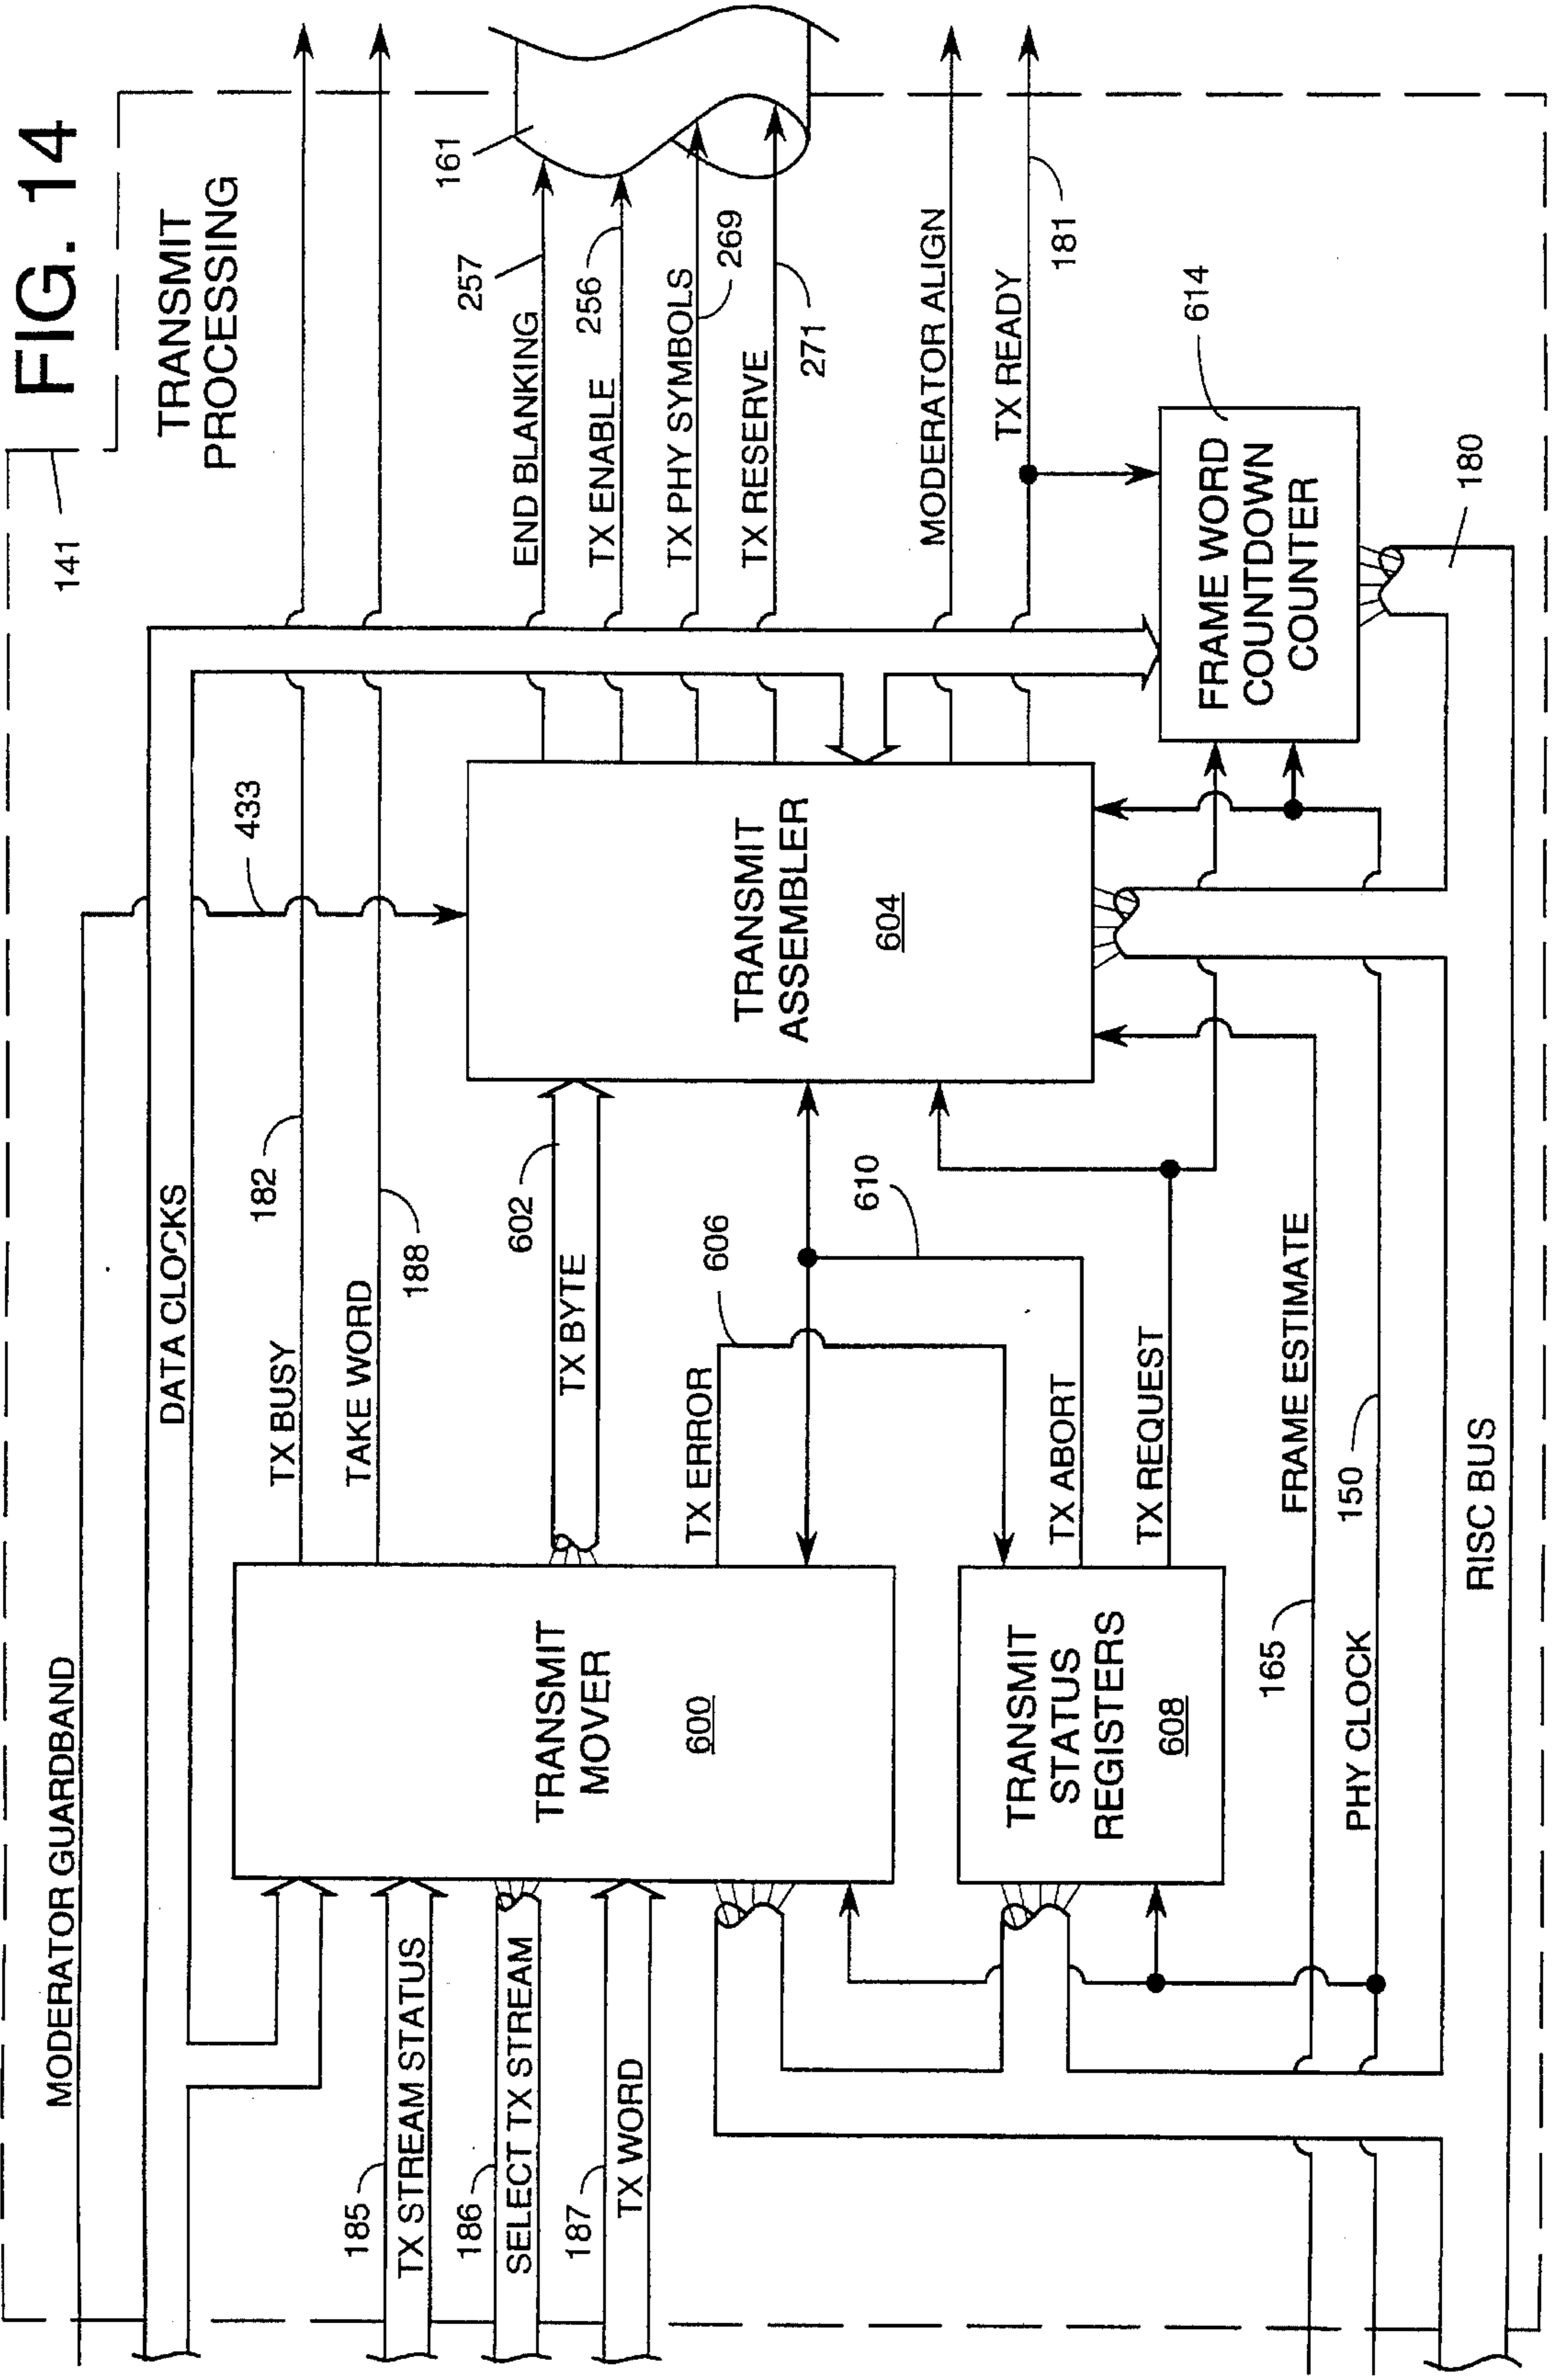 FIG. 14
141
TRANSMIT
PROCESSING
MODERATOR GUARDBAND
433
DATA CLOCKS
TX BUSY
182
TAKE WORD
188
185
TX STREAM STATUS
186
SELECT TX STREAM
187
TX WORD
TRANSMIT
MOVER
600
602
TX BYTE
606
TX ERROR
610
TX ABORT
TX REQUEST
TRANSMIT
STATUS
REGISTERS
608
TRANSMIT
ASSEMBLER
604
161
257
END BLANKING
256
TX ENABLE
TX PHY SYMBOLS
269
TX RESERVE
271
MODERATOR ALIGN
TX READY
181
614
FRAME WORD
COUNTDOWN
COUNTER
180
165
FRAME ESTIMATE
PHY CLOCK
150
RISC BUS